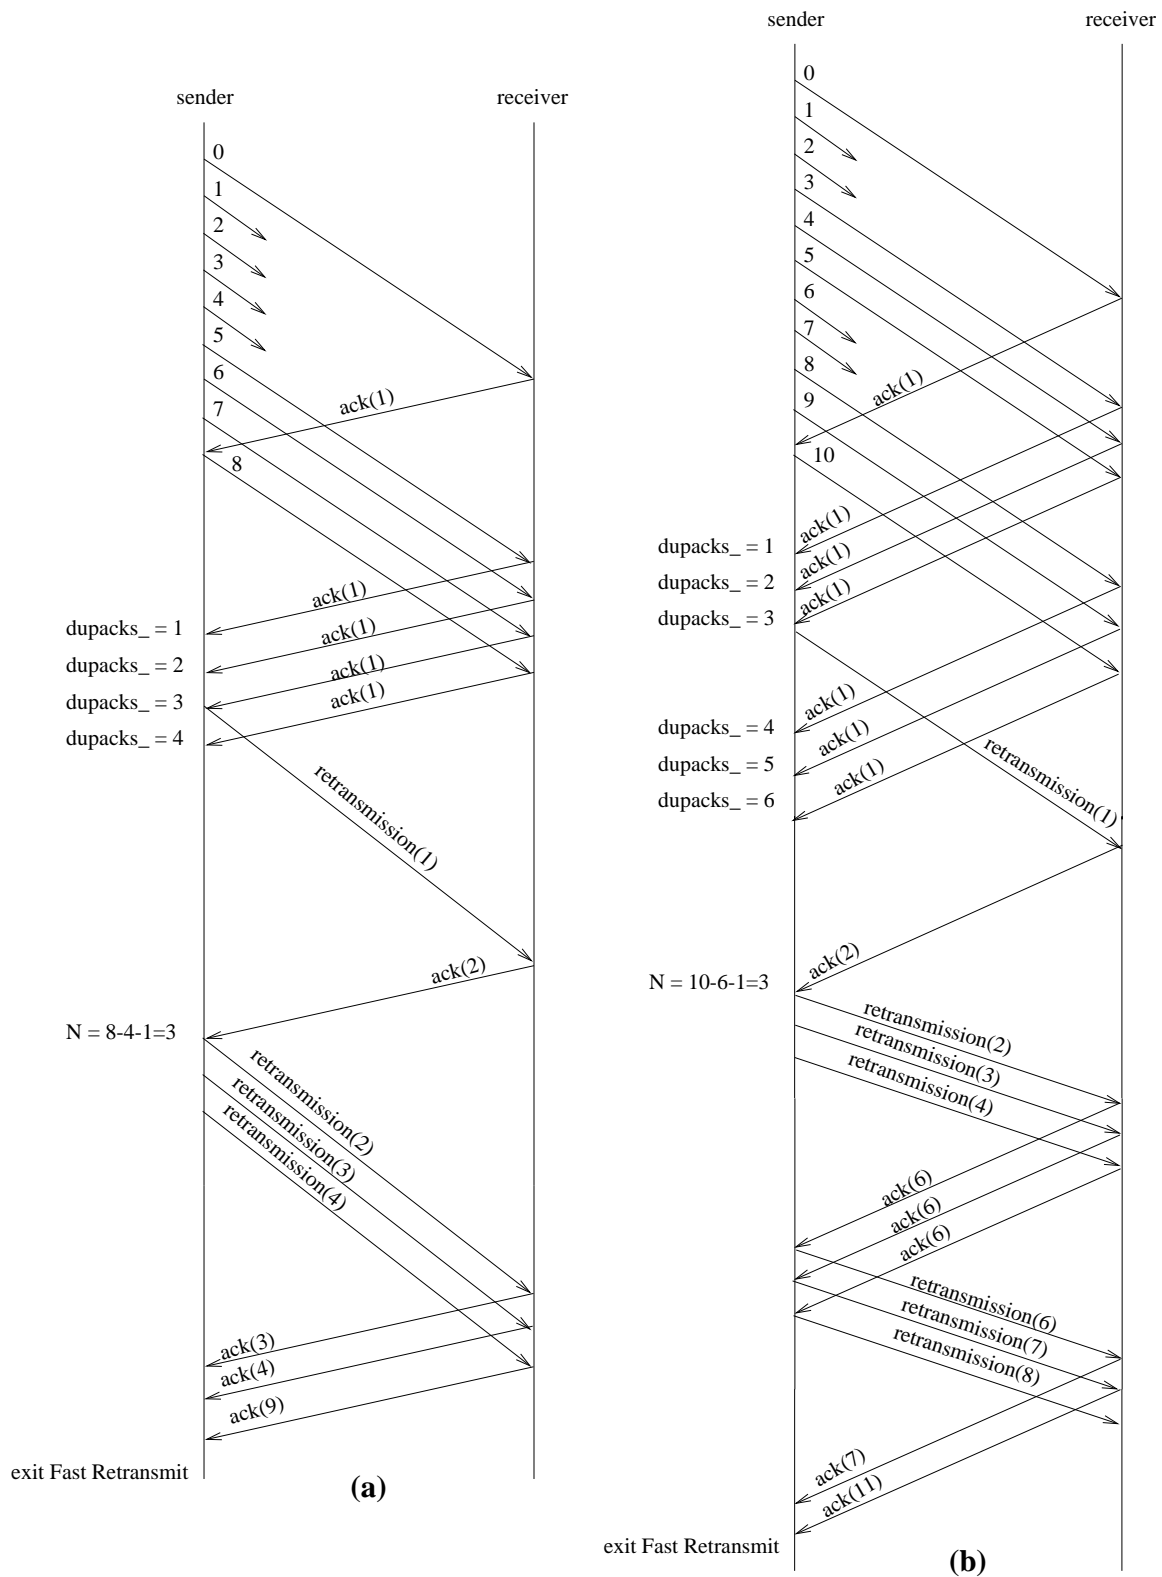 sender
receiver
0
1
2
3
4
5
6
7
ack(1)
8
ack(1)
dupacks_ = 1
ack(1)
dupacks_ = 2
ack(1)
dupacks_ = 3
ack(1)
dupacks_ = 4
retransmission(1)
ack(2)
N = 8-4-1=3
retransmission(2)
retransmission(3)
retransmission(4)
ack(3)
ack(4)
ack(9)
exit Fast Retransmit
(a)
sender
receiver
0
1
2
3
4
5
6
7
8
9
ack(1)
10
ack(1)
dupacks_ = 1
ack(1)
dupacks_ = 2
ack(1)
dupacks_ = 3
ack(1)
dupacks_ = 4
ack(1)
dupacks_ = 5
ack(1)
dupacks_ = 6
retransmission(1)
ack(2)
N = 10-6-1=3
retransmission(2)
retransmission(3)
retransmission(4)
ack(6)
ack(6)
ack(6)
retransmission(6)
retransmission(7)
retransmission(8)
ack(7)
ack(11)
exit Fast Retransmit
(b)